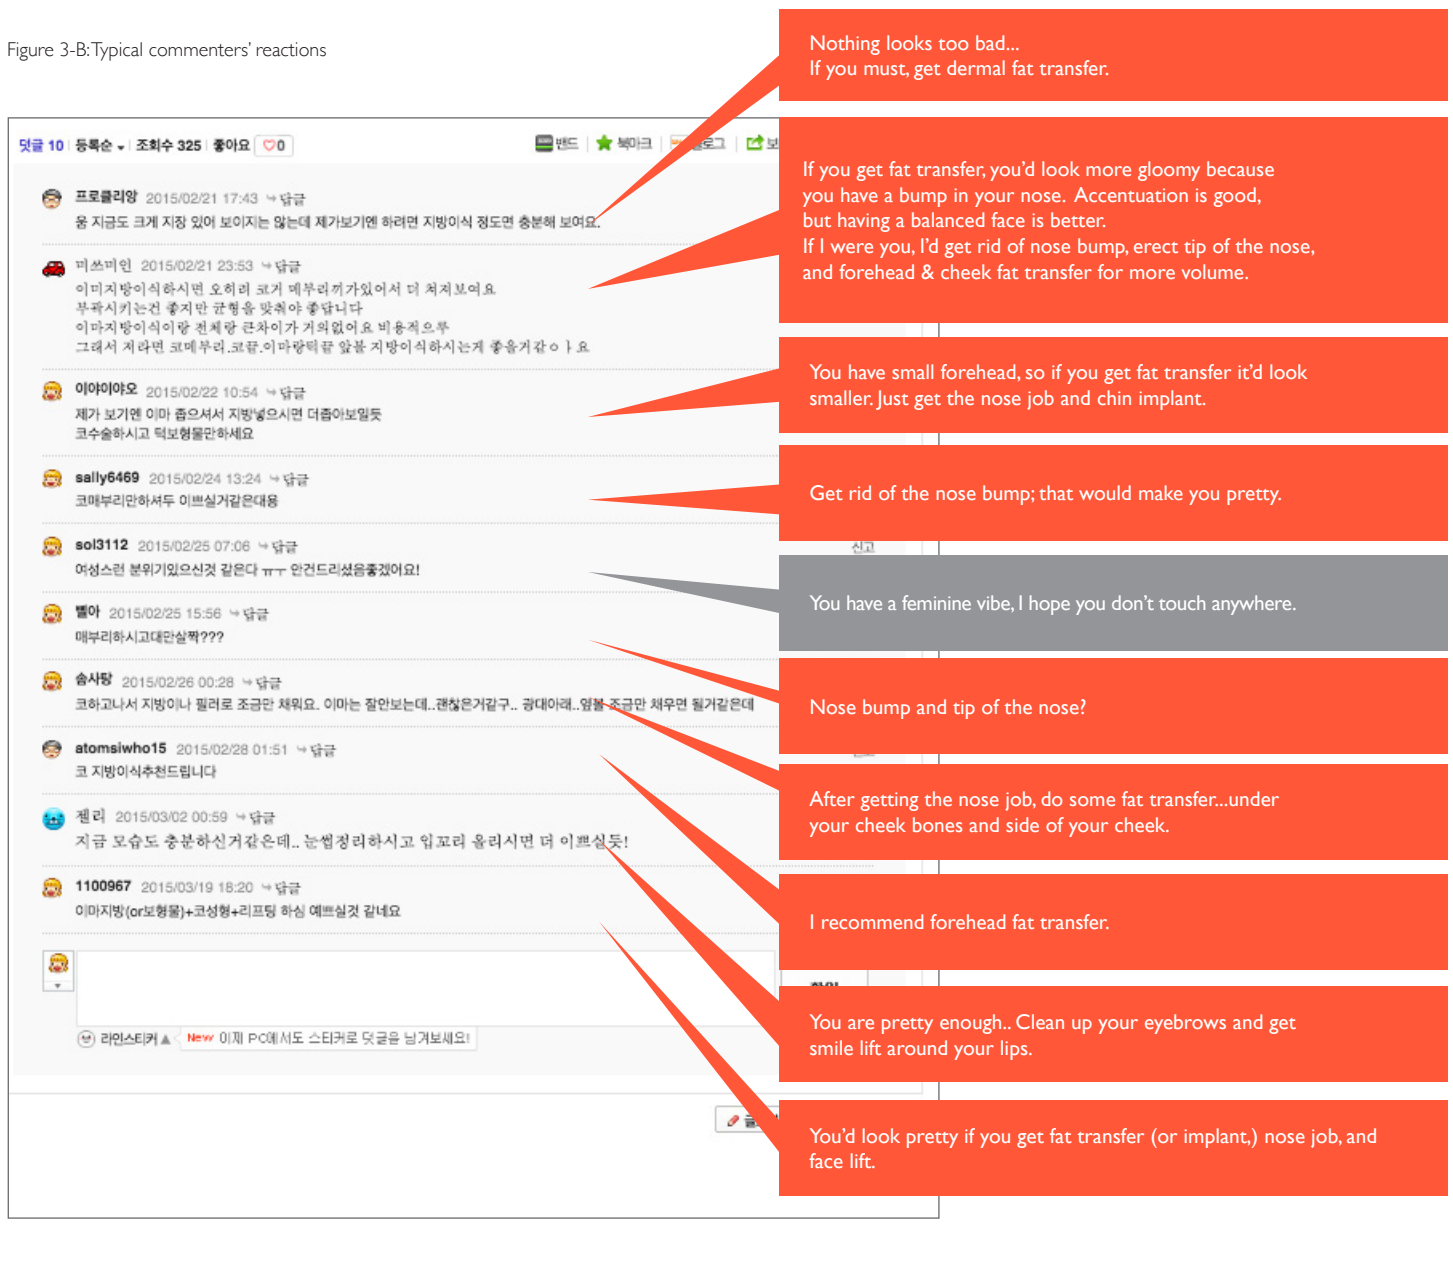 Figure 3-B: Typical commenters' reactions
Nothing looks too bad...
If you must, get dermal fat transfer.
덧글 10 등록순 조회수 325 좋아요 0
밴드 북마크 로그 보
프로클리앙 2015/02/21 17:43 답글
움 지금도 크게 지장 있어 보이지는 않는데 제가보기엔 하려면 지방이식 정도면 충분해 보여요.
If you get fat transfer, you'd look more gloomy because
you have a bump in your nose. Accentuation is good,
but having a balanced face is better.
If I were you, I'd get rid of nose bump, erect tip of the nose,
and forehead & cheek fat transfer for more volume.
미쓰미인 2015/02/21 23:53 답글
이미지방이식하시면 오히려 코거 메부리끼가있어서 더 쳐져보여요
부곽시키는건 좋지만 균형을 맞춰야 좋답니다
이마지방이식이랑 전체랑 큰차이가 거의없어요 비용적으루
그래서 저라면 코메부리.코끝.이마랑턱끝 앞볼 지방이식하시는게 좋을거같ㅇㅏ요
You have small forehead, so if you get fat transfer it'd look
smaller. Just get the nose job and chin implant.
이야이야오 2015/02/22 10:54 답글
제가 보기엔 이마 좁으셔서 지방넣으시면 더좁아보일듯
코수술하시고 턱보형물만하세요
Get rid of the nose bump; that would make you pretty.
sally6469 2015/02/24 13:24 답글
코매부리만하셔두 이쁘실거같은대용
sol3112 2015/02/25 07:06 답글
신고
여성스런 분위기있으신것 같은다 ㅠㅜ 안건드리셨음좋겠어요!
You have a feminine vibe, I hope you don't touch anywhere.
벨아 2015/02/25 15:56 답글
매부리하시고대만살짝???
Nose bump and tip of the nose?
솜사탕 2015/02/26 00:28 답글
코하고나서 지방이나 필러로 조금만 채워요. 이마는 잘안보는데..괜찮은거같구.. 광대아래..옆볼 조금만 채우면 될거같은데
After getting the nose job, do some fat transfer...under
your cheek bones and side of your cheek.
atomsiwho15 2015/02/28 01:51 답글
코 지방이식추천드립니다
I recommend forehead fat transfer.
젤리 2015/03/02 00:59 답글
지금 모습도 충분하신거같은데.. 눈썹정리하시고 입꼬리 올리시면 더 이쁘실듯!
You are pretty enough.. Clean up your eyebrows and get
smile lift around your lips.
1100967 2015/03/19 18:20 답글
이마지방(or보형물)+코성형+리프팅 하심 예쁘실것 같네요
You'd look pretty if you get fat transfer (or implant,) nose job, and
face lift.
라인스티커 ▲ New 이제 PC에서도 스티커로 덧글을 남겨보세요!